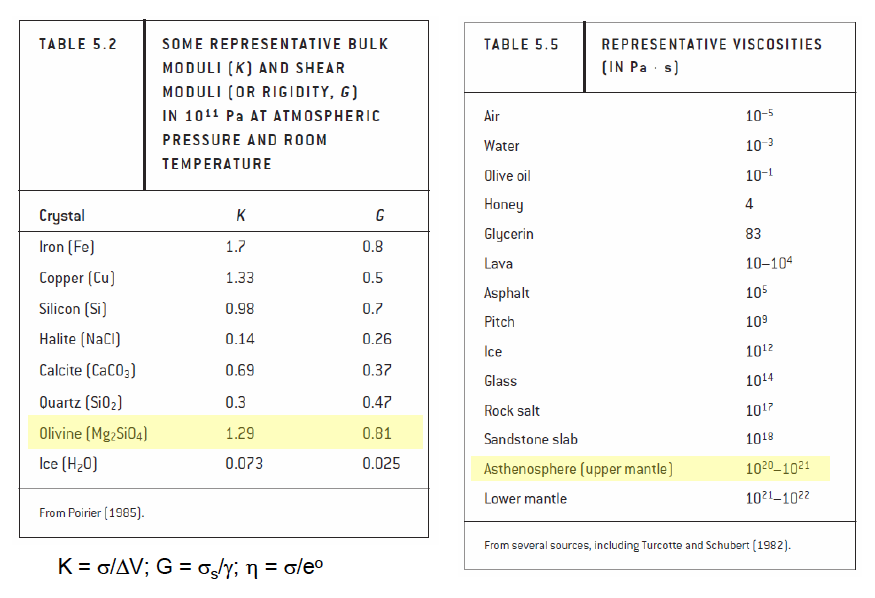 TABLE 5.2
SOME REPRESENTATIVE BULK
MODULI (K) AND SHEAR
MODULI (OR RIGIDITY, G)
IN 10¹¹ Pa AT ATMOSPHERIC
PRESSURE AND ROOM
TEMPERATURE
Crystal K G
Iron (Fe) 1.7 0.8
Copper (Cu) 1.33 0.5
Silicon (Si) 0.98 0.7
Halite (NaCl) 0.14 0.26
Calcite (CaCO₃) 0.69 0.37
Quartz (SiO₂) 0.3 0.47
Olivine (Mg₂SiO₄) 1.29 0.81
Ice (H₂O) 0.073 0.025
From Poirier (1985).
K = σ/ΔV; G = σₛ/γ; η = σ/eº
TABLE 5.5
REPRESENTATIVE VISCOSITIES
(IN Pa · s)
Air 10⁻⁵
Water 10⁻³
Olive oil 10⁻¹
Honey 4
Glycerin 83
Lava 10–10⁴
Asphalt 10⁵
Pitch 10⁹
Ice 10¹²
Glass 10¹⁴
Rock salt 10¹⁷
Sandstone slab 10¹⁸
Asthenosphere (upper mantle) 10²⁰–10²¹
Lower mantle 10²¹–10²²
From several sources, including Turcotte and Schubert (1982).